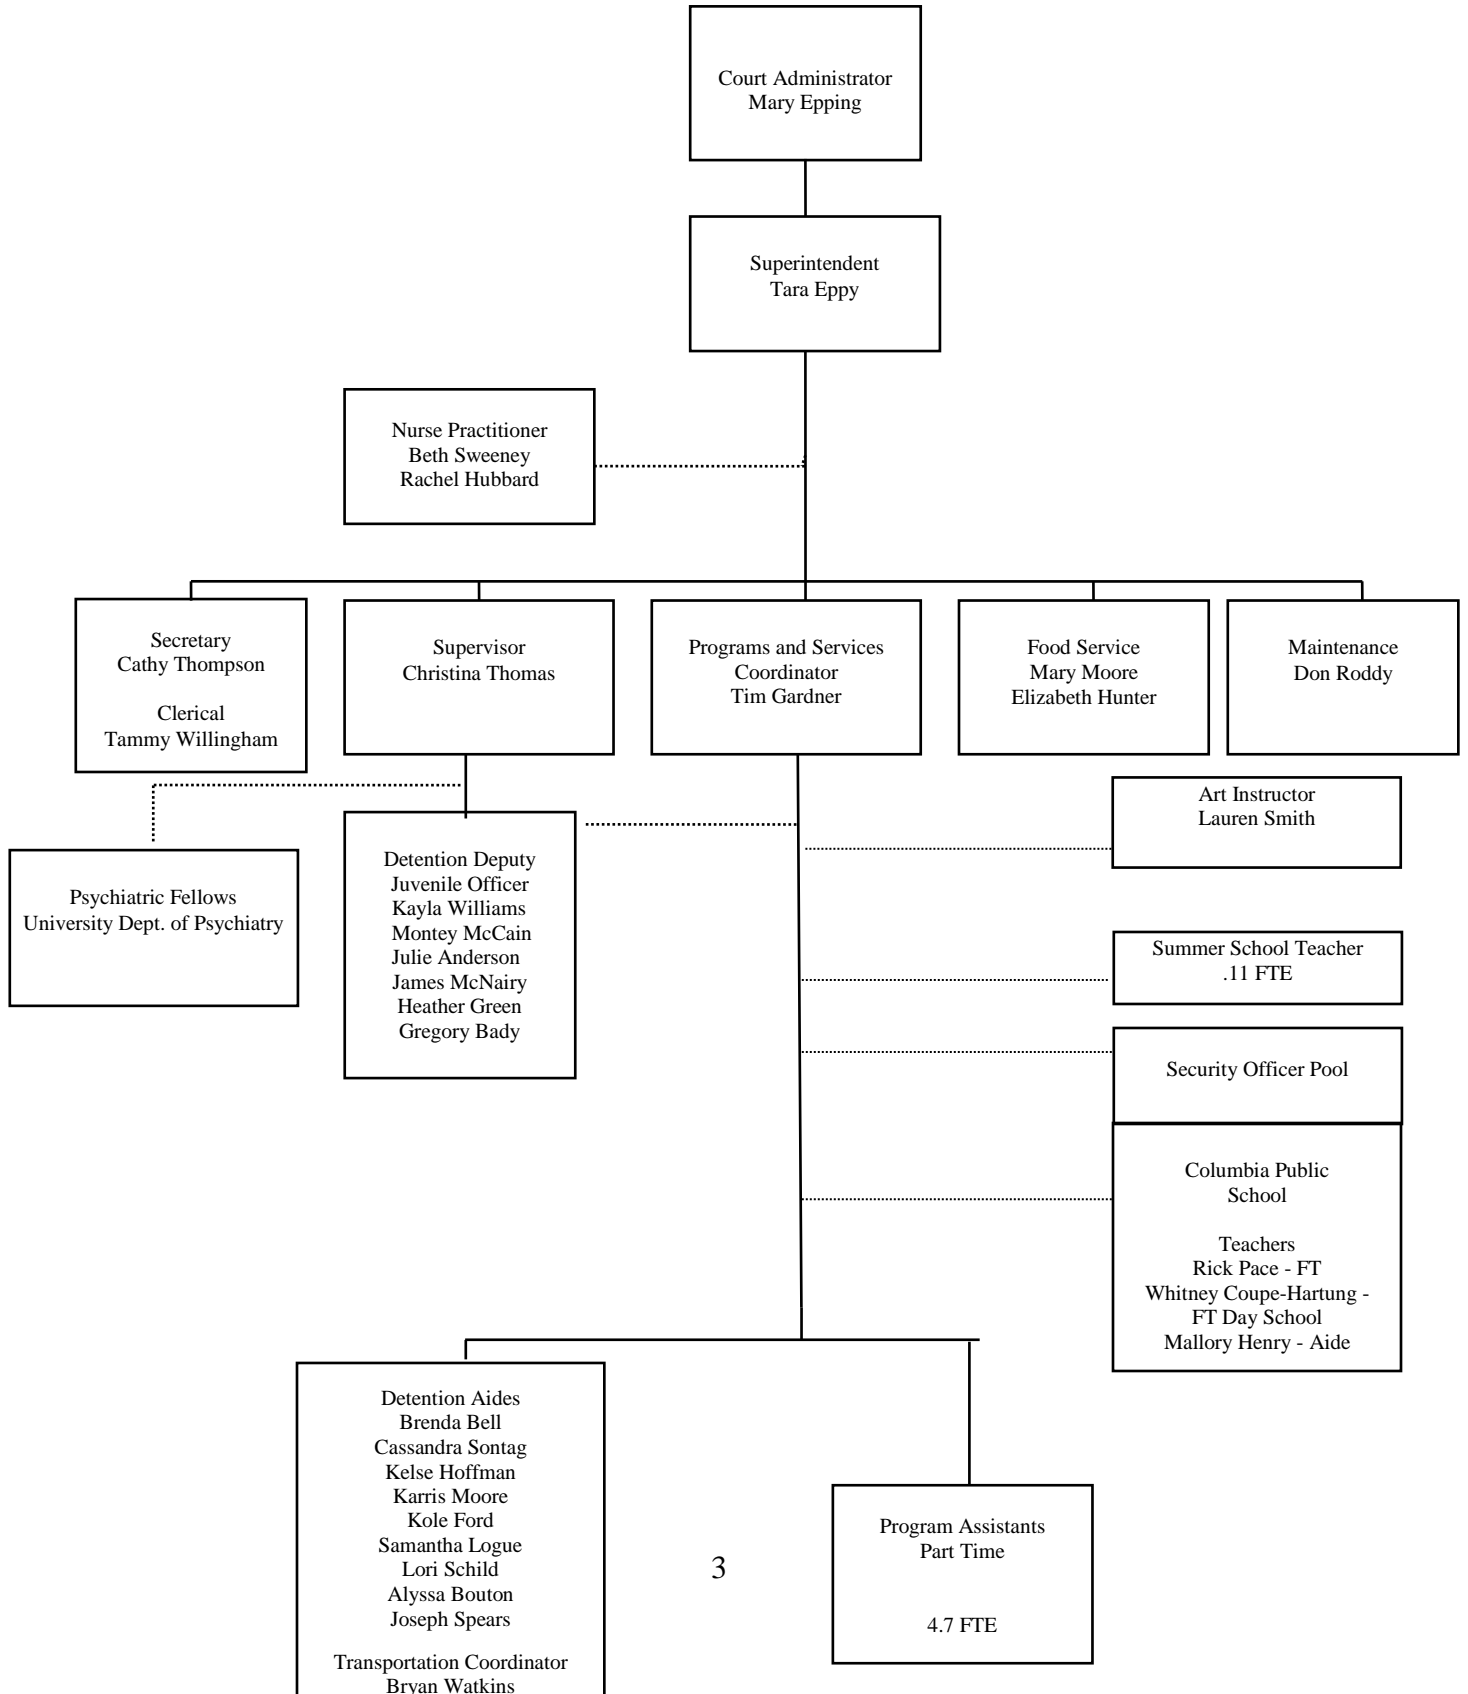 Court Administrator
Mary Epping
Superintendent
Tara Eppy
Nurse Practitioner
Beth Sweeney
Rachel Hubbard
Secretary
Cathy Thompson
Clerical
Tammy Willingham
Supervisor
Christina Thomas
Programs and Services
Coordinator
Tim Gardner
Food Service
Mary Moore
Elizabeth Hunter
Maintenance
Don Roddy
Psychiatric Fellows
University Dept. of Psychiatry
Detention Deputy
Juvenile Officer
Kayla Williams
Montey McCain
Julie Anderson
James McNairy
Heather Green
Gregory Bady
Art Instructor
Lauren Smith
Summer School Teacher
.11 FTE
Security Officer Pool
Columbia Public
School
Teachers
Rick Pace - FT
Whitney Coupe-Hartung -
FT Day School
Mallory Henry - Aide
Detention Aides
Brenda Bell
Cassandra Sontag
Kelse Hoffman
Karris Moore
Kole Ford
Samantha Logue
Lori Schild
Alyssa Bouton
Joseph Spears
Transportation Coordinator
Bryan Watkins
3
Program Assistants
Part Time
4.7 FTE